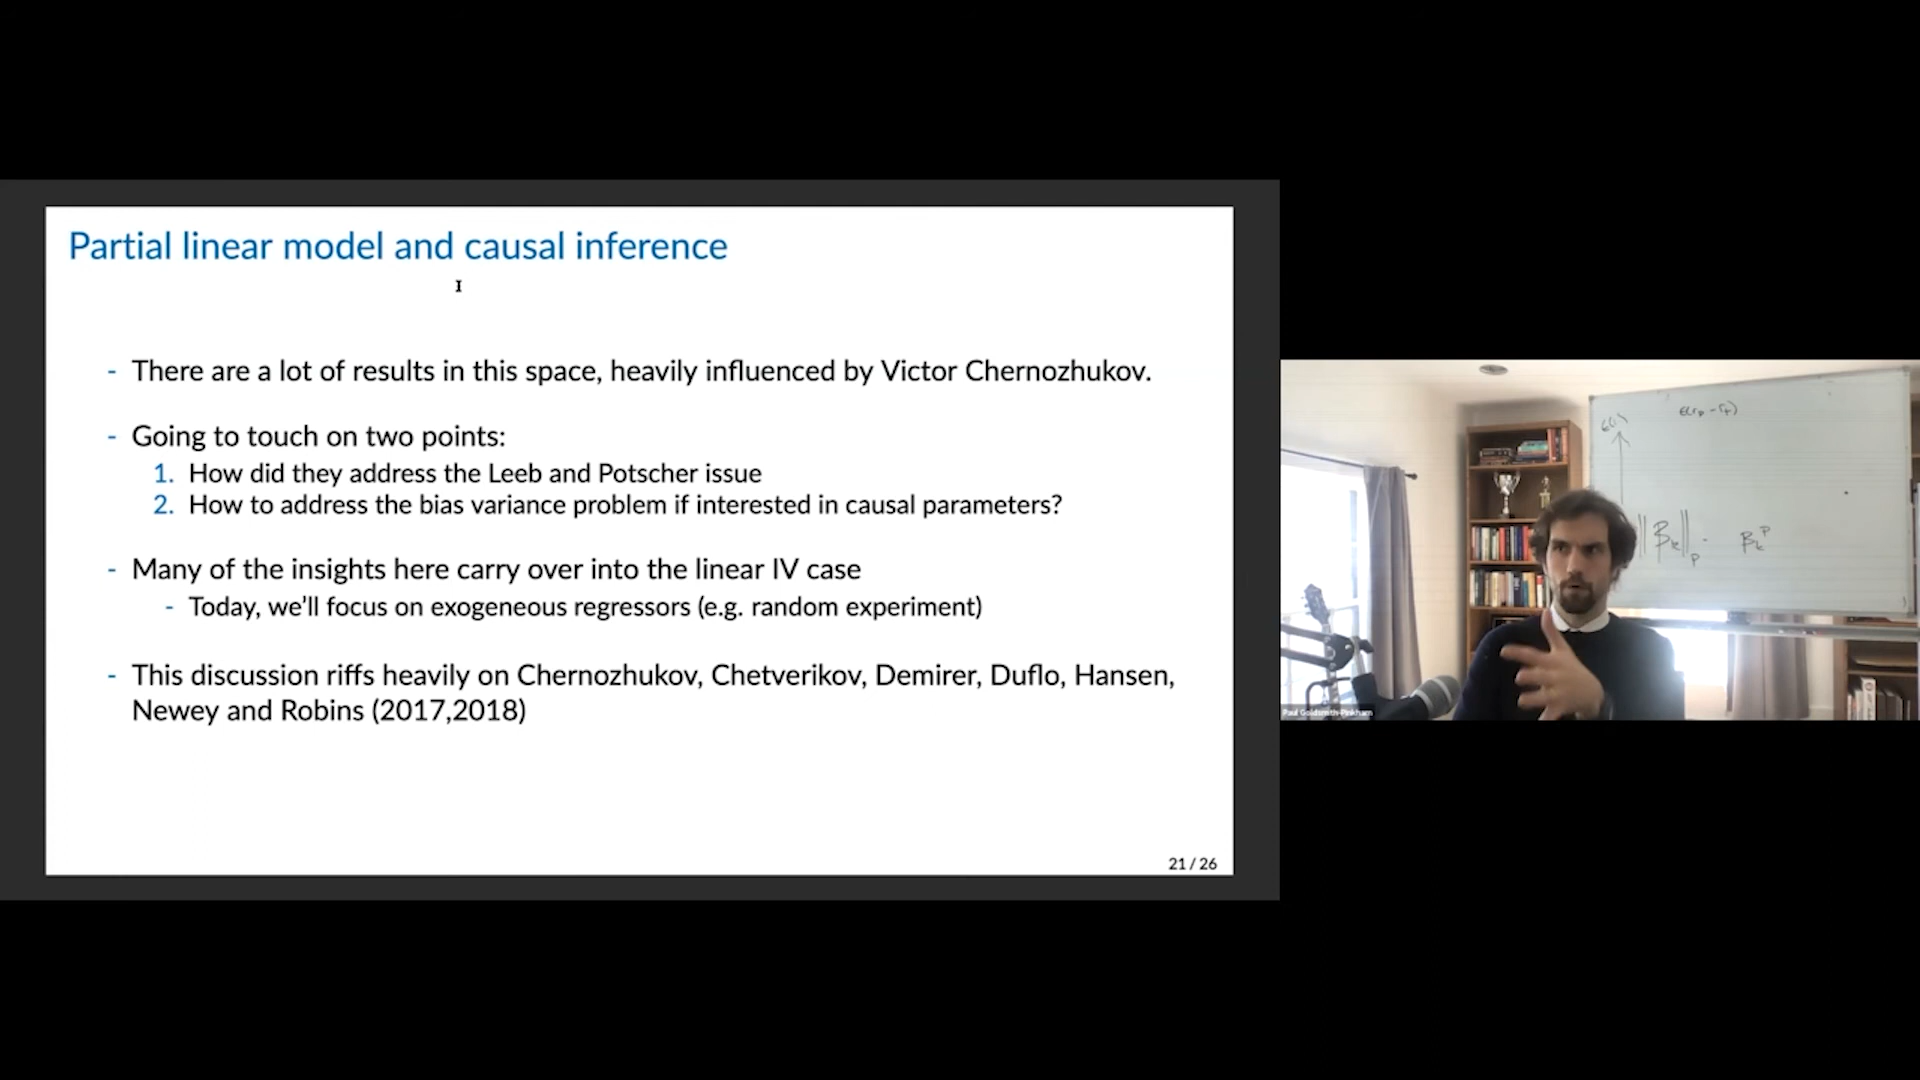 Partial linear model and causal inference
- There are a lot of results in this space, heavily influenced by Victor Chernozhukov.
- Going to touch on two points:
1. How did they address the Leeb and Potscher issue
2. How to address the bias variance problem if interested in causal parameters?
- Many of the insights here carry over into the linear IV case
- Today, we'll focus on exogeneous regressors (e.g. random experiment)
- This discussion riffs heavily on Chernozhukov, Chetverikov, Demirer, Duflo, Hansen,
Newey and Robins (2017,2018)
21 / 26
Paul Goldsmith-Pinkham